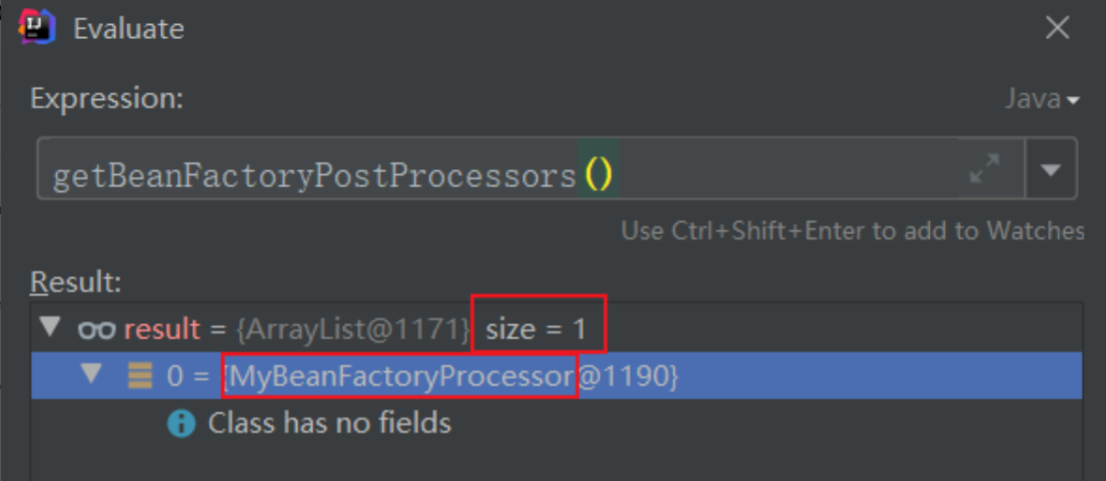 Evaluate
Expression:
Java
getBeanFactoryPostProcessors()
Use Ctrl+Shift+Enter to add to Watches
Result:
result = {ArrayList@1171} size = 1
0 = {MyBeanFactoryProcessor@1190}
Class has no fields